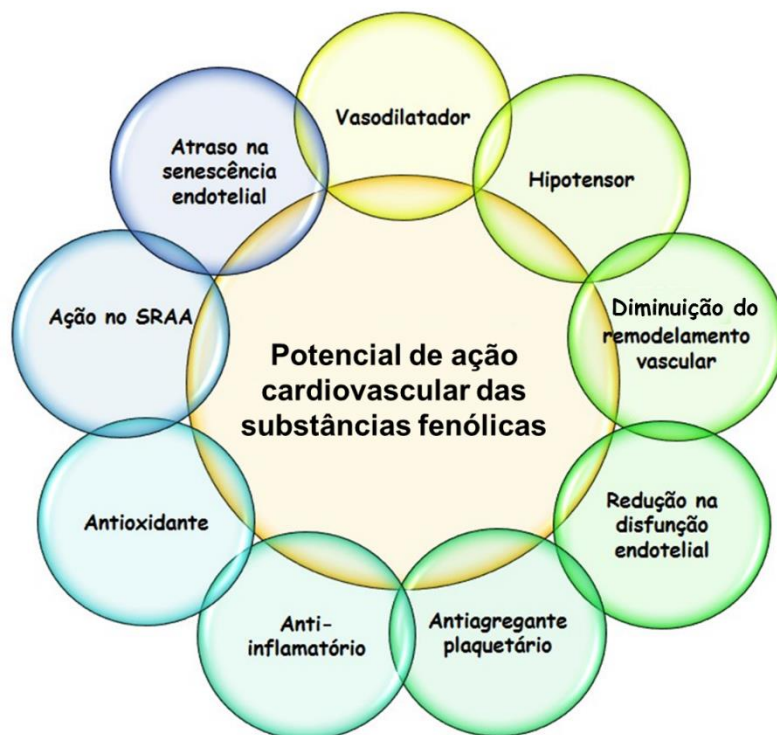 Potencial de ação
cardiovascular das
substâncias fenólicas
Vasodilatador
Hipotensor
Diminuição do
remodelamento
vascular
Redução na
disfunção
endotelial
Antiagregante
plaquetário
Anti-
inflamatório
Antioxidante
Ação no SRAA
Atraso na
senescência
endotelial